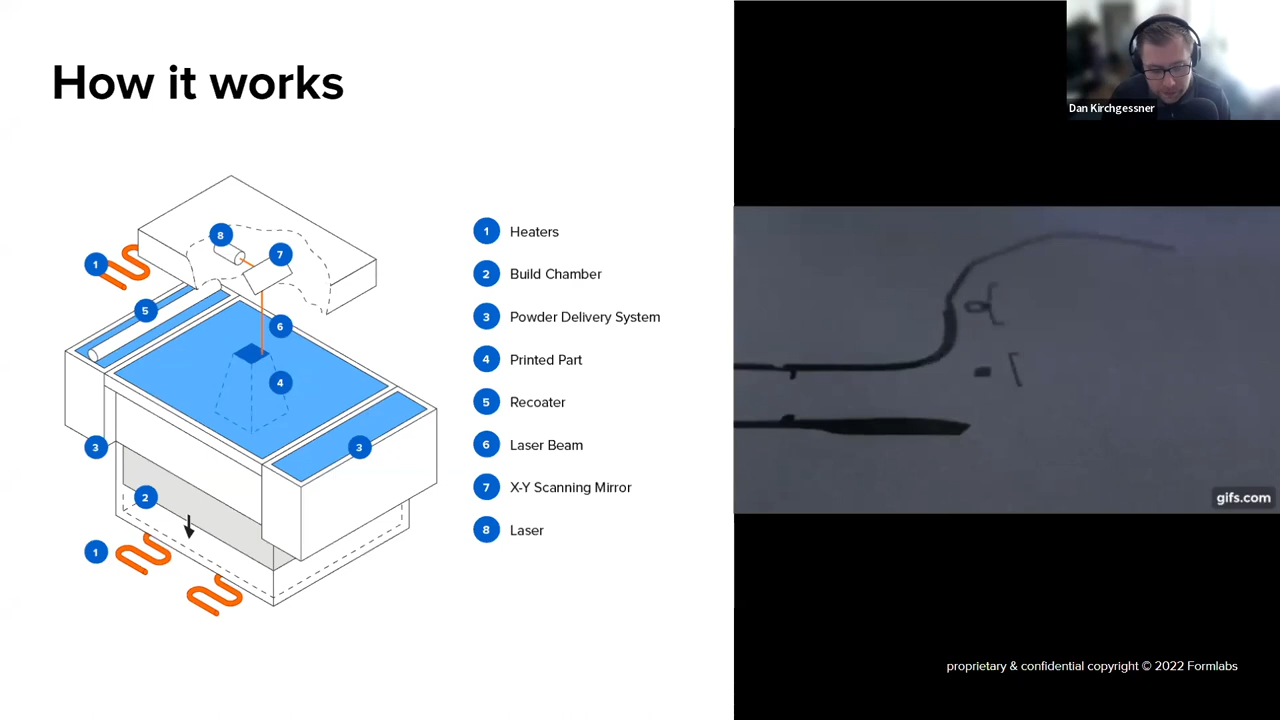 How it works
Dan Kirchgessner
8
7
1
5
6
4
3
3
2
1
1 Heaters
2 Build Chamber
3 Powder Delivery System
4 Printed Part
5 Recoater
6 Laser Beam
7 X-Y Scanning Mirror
8 Laser
gifs.com
proprietary & confidential copyright © 2022 Formlabs